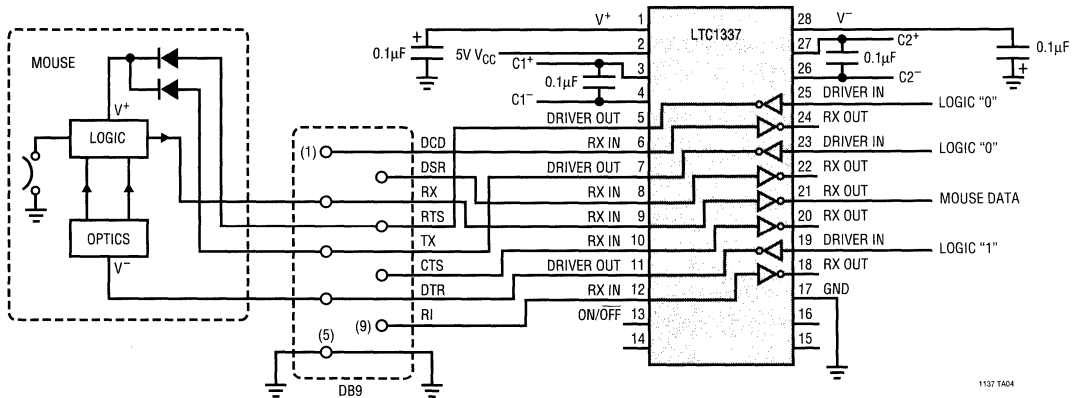 MOUSE
V+
LOGIC
OPTICS
V−
(1)
DCD
DSR
RX
RTS
TX
CTS
DTR
(9)
RI
(5)
DB9
+
0.1µF
V+
1
5V VCC
2
C1+
0.1µF
3
C1−
4
DRIVER OUT
5
RX IN
6
DRIVER OUT
7
RX IN
8
RX IN
9
RX IN
10
DRIVER OUT
11
RX IN
12
ON/OFF
13
14
LTC1337
28
V−
0.1µF
+
27
C2+
0.1µF
26
C2−
25
DRIVER IN
LOGIC “0”
24
RX OUT
23
DRIVER IN
LOGIC “0”
22
RX OUT
21
RX OUT
MOUSE DATA
20
RX OUT
19
DRIVER IN
LOGIC “1”
18
RX OUT
17
GND
16
15
1137 TA04